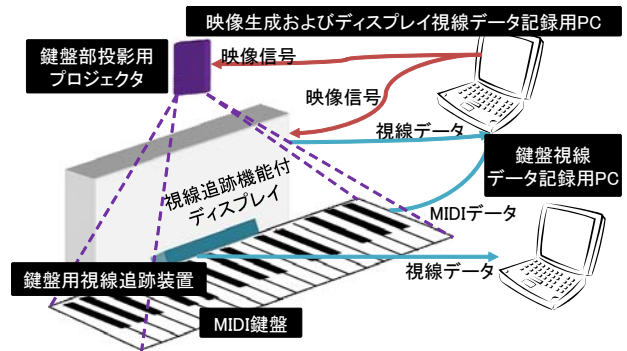 映像生成およびディスプレイ視線データ記録用PC
鍵盤部投影用
プロジェクタ
映像信号
映像信号
視線データ
視線追跡機能付
ディスプレイ
鍵盤視線
データ記録用PC
MIDIデータ
鍵盤用視線追跡装置
視線データ
MIDI鍵盤